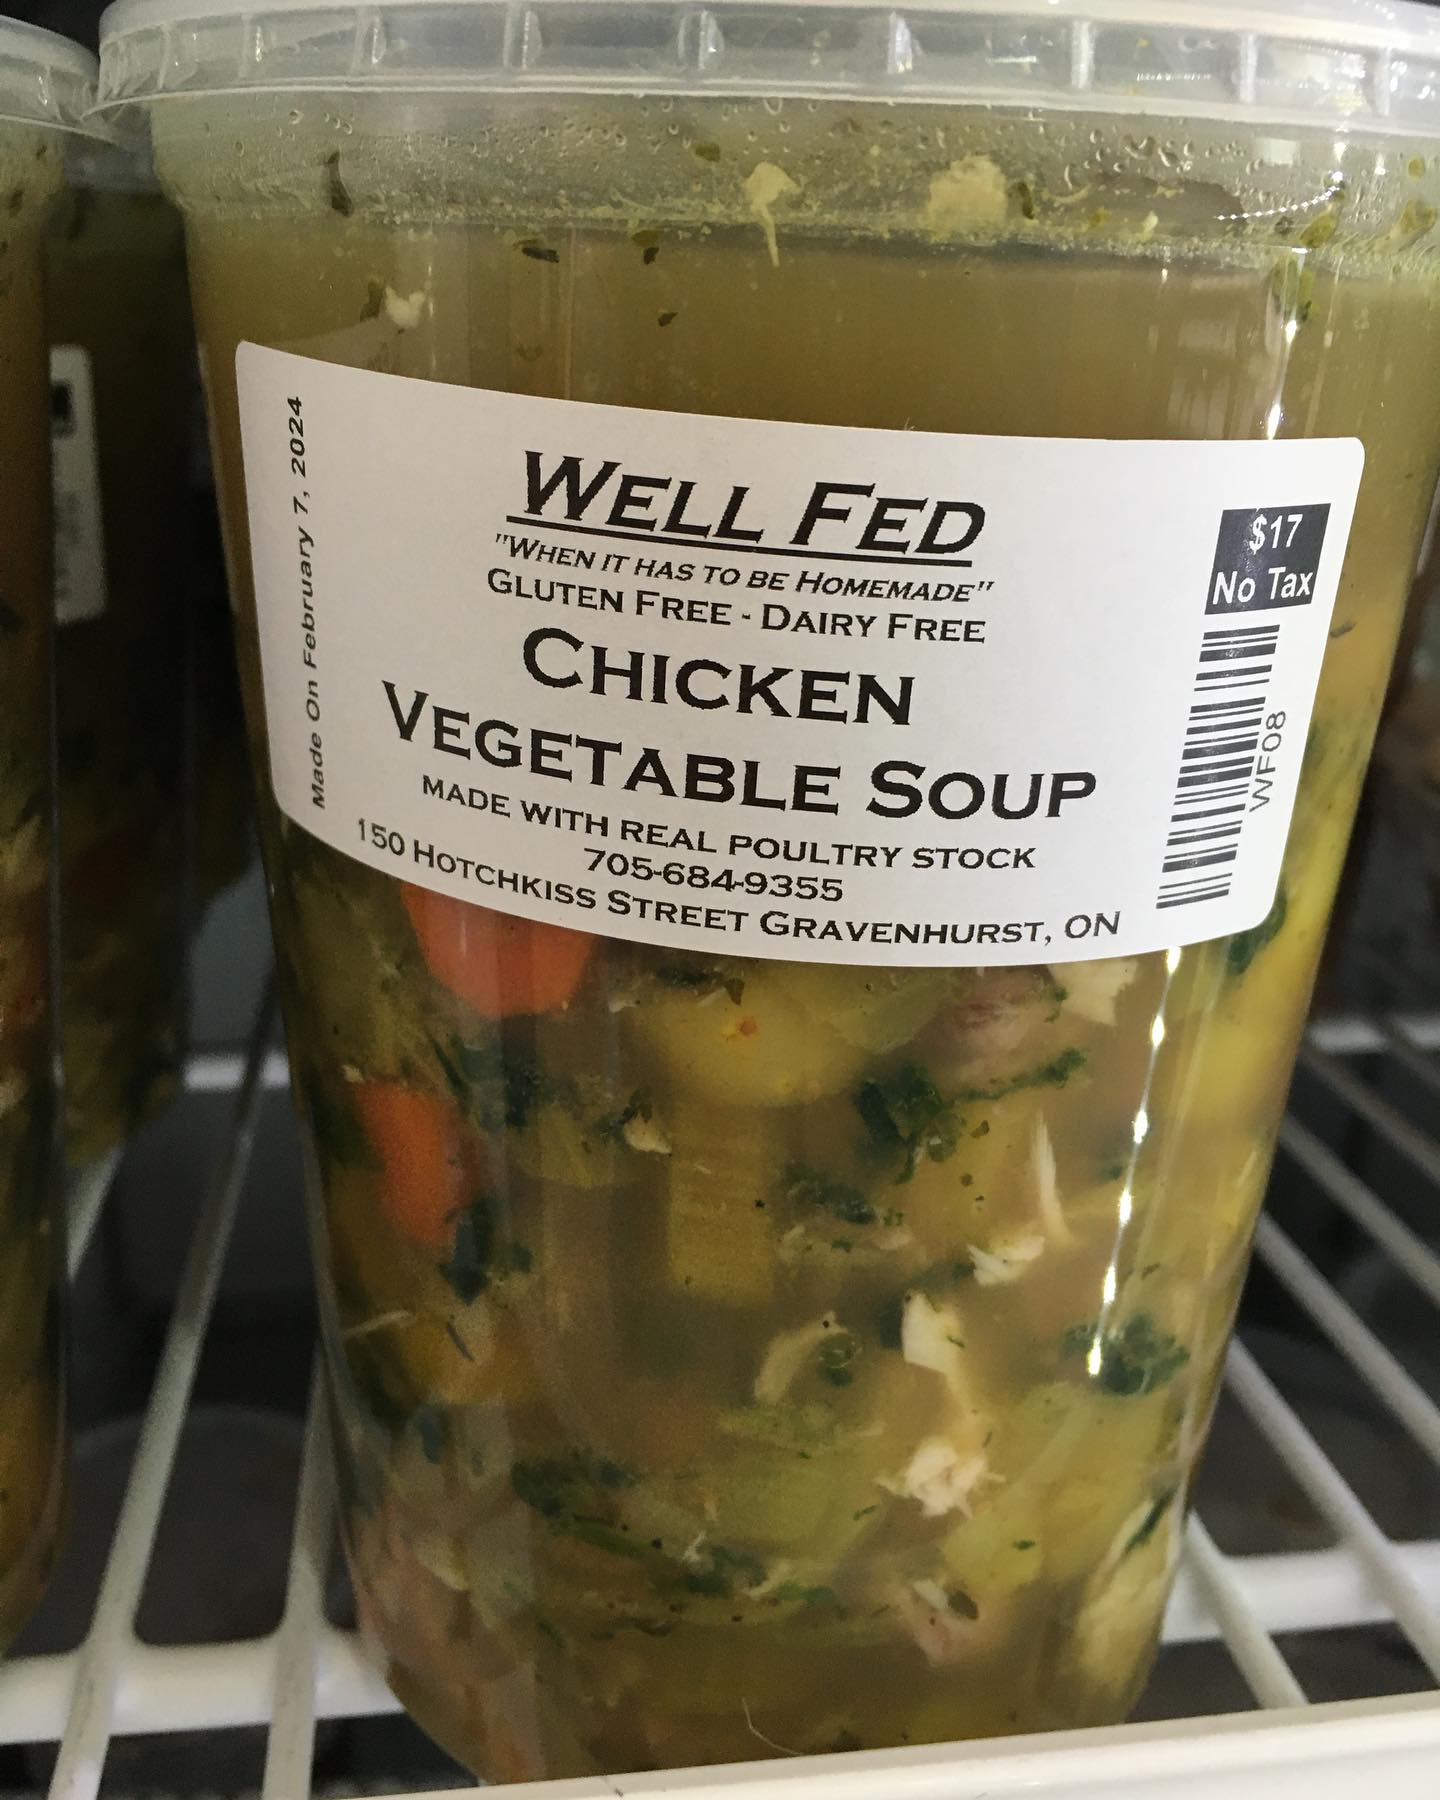 Made On February 7, 2024
WELL FED
"WHEN IT HAS TO BE HOMEMADE"
GLUTEN FREE - DAIRY FREE
CHICKEN
VEGETABLE SOUP
MADE WITH REAL POULTRY STOCK
705-684-9355
150 HOTCHKISS STREET GRAVENHURST, ON
$17
No Tax
WF08